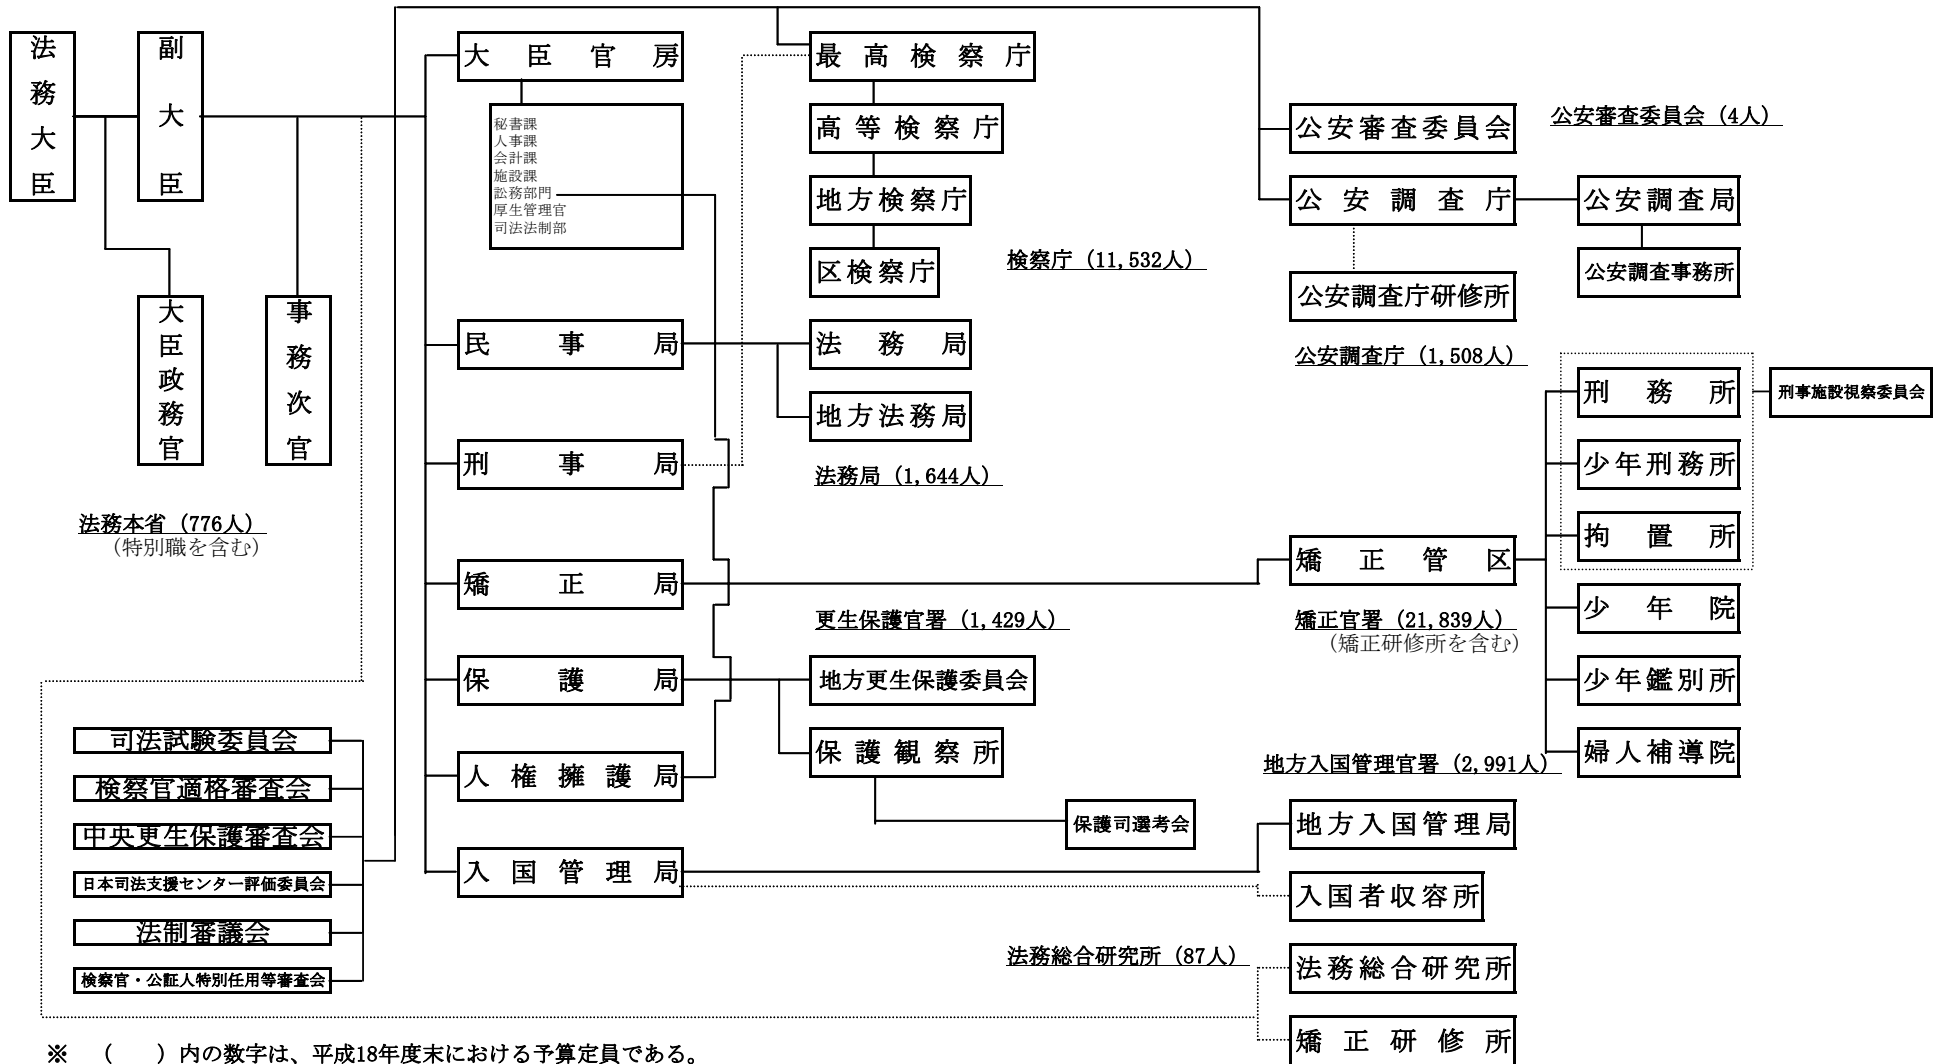 法務大臣
副大臣
大臣政務官
事務次官
法務本省（776人）
（特別職を含む）
大臣官房
秘書課
人事課
会計課
施設課
訟務部門
厚生管理官
司法法制部
民事局
刑事局
矯正局
保護局
人権擁護局
入国管理局
最高検察庁
高等検察庁
地方検察庁
区検察庁
検察庁（11,532人）
法務局
地方法務局
法務局（1,644人）
更生保護官署（1,429人）
地方更生保護委員会
保護観察所
保護司選考会
公安審査委員会
公安審査委員会（4人）
公安調査庁
公安調査局
公安調査事務所
公安調査庁研修所
公安調査庁（1,508人）
刑務所
刑事施設視察委員会
少年刑務所
拘置所
矯正管区
矯正官署（21,839人）
（矯正研修所を含む）
少年院
少年鑑別所
婦人補導院
地方入国管理官署（2,991人）
地方入国管理局
入国者収容所
法務総合研究所（87人）
法務総合研究所
矯正研修所
司法試験委員会
検察官適格審査会
中央更生保護審査会
日本司法支援センター評価委員会
法制審議会
検察官・公証人特別任用等審査会
※　（　　）内の数字は、平成18年度末における予算定員である。